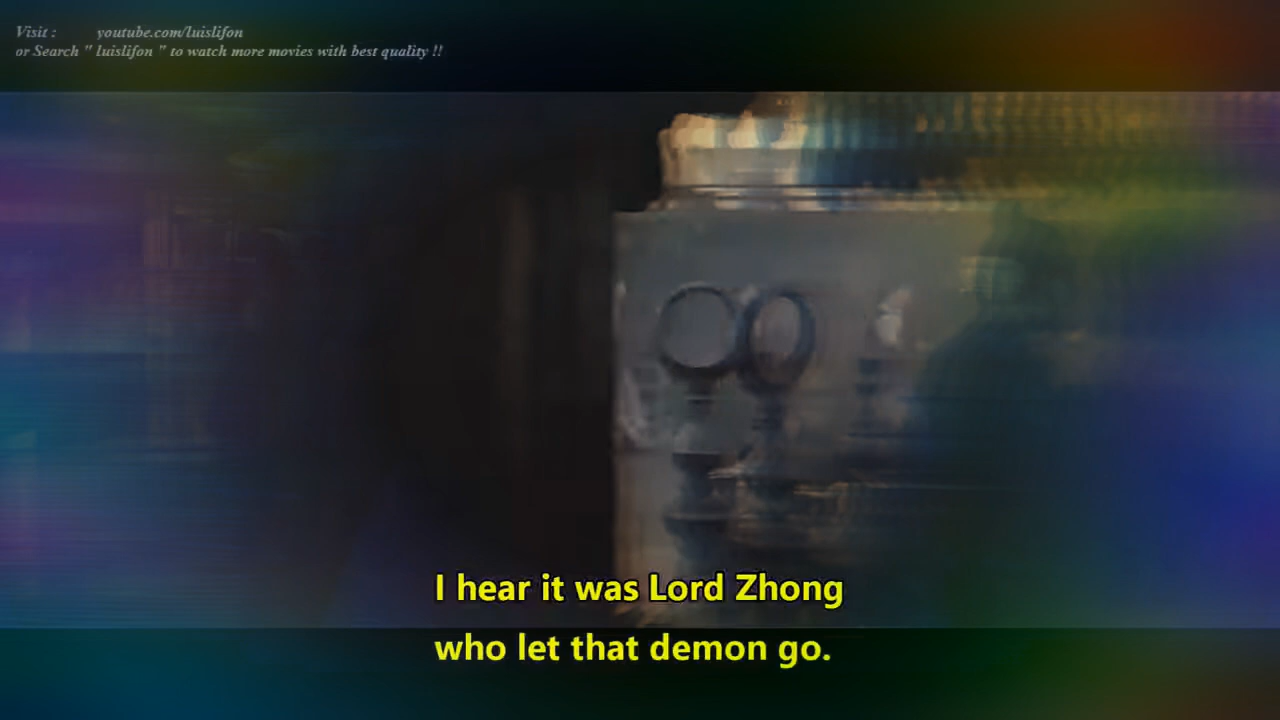 Visit : youtube.com/luislifon
or Search " luislifon " to watch more movies with best quality !!
I hear it was Lord Zhong
who let that demon go.